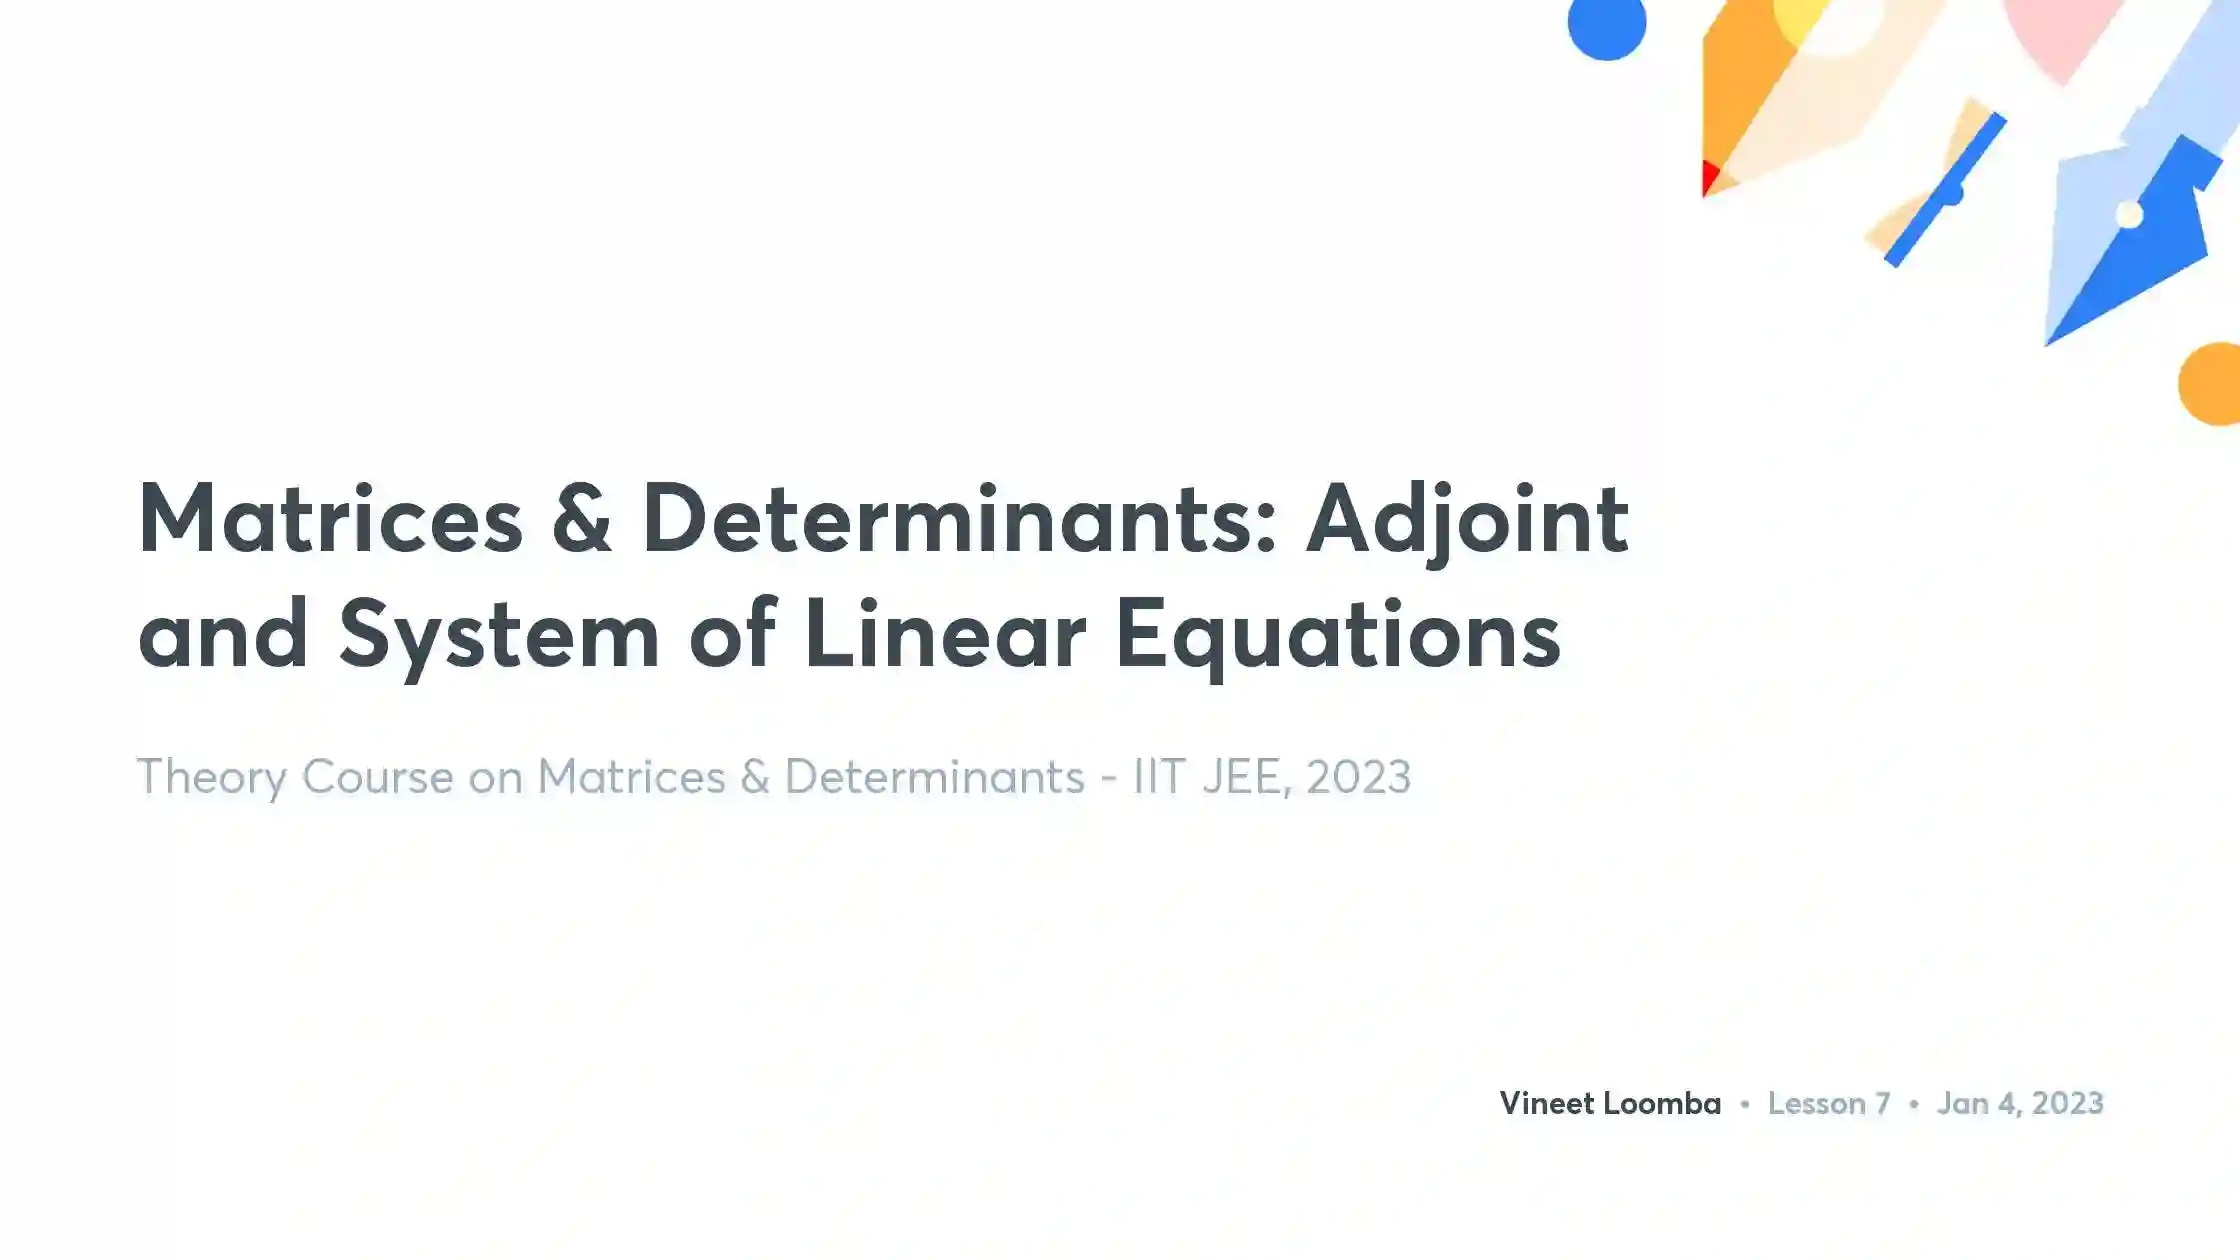 Matrices & Determinants: Adjoint
and System of Linear Equations
Theory Course on Matrices & Determinants - IIT JEE, 2023
Vineet Loomba • Lesson 7 • Jan 4, 2023